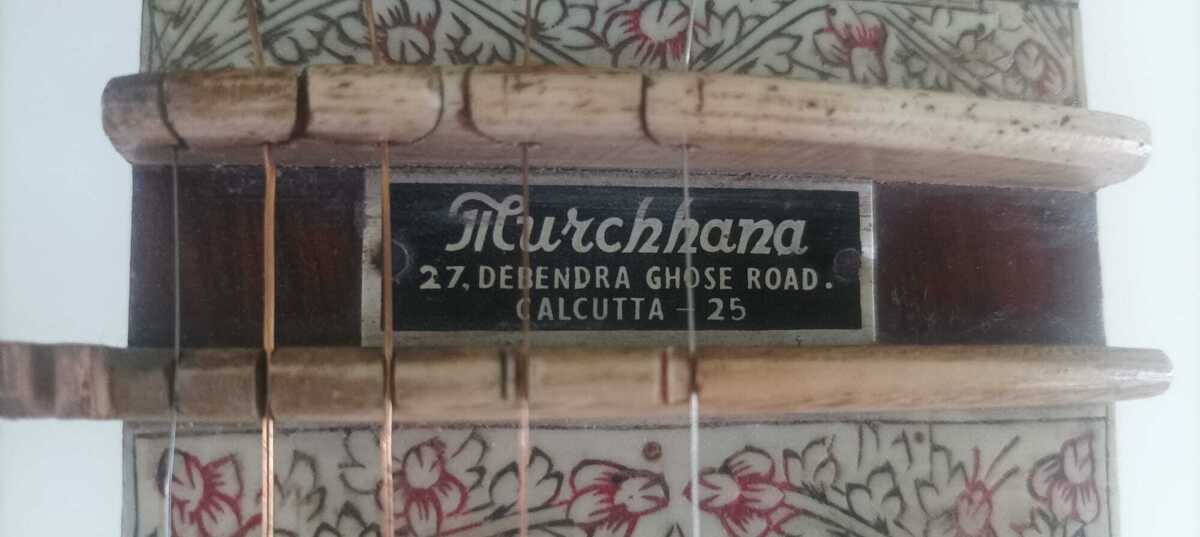 Murchhana
27, DEBENDRA GHOSE ROAD.
CALCUTTA - 25